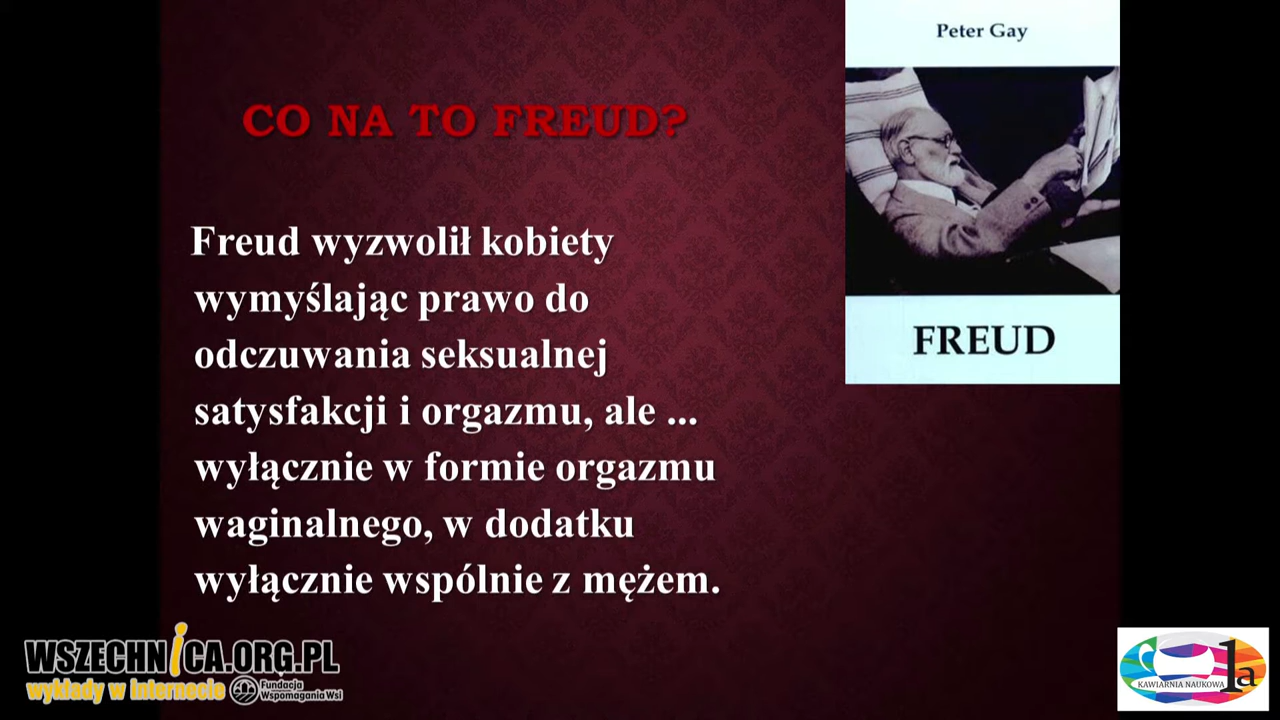 Peter Gay
CO NA TO FREUD?
Freud wyzwolił kobiety
wymyślając prawo do
odczuwania seksualnej
satysfakcji i orgazmu, ale ...
wyłącznie w formie orgazmu
waginalnego, w dodatku
wyłącznie wspólnie z mężem.
FREUD
WSZECHNICA.ORG.PL
wykłady w internecie
Fundacja
Wspomagania Wsi
KAWIARNIA NAUKOWA 1a